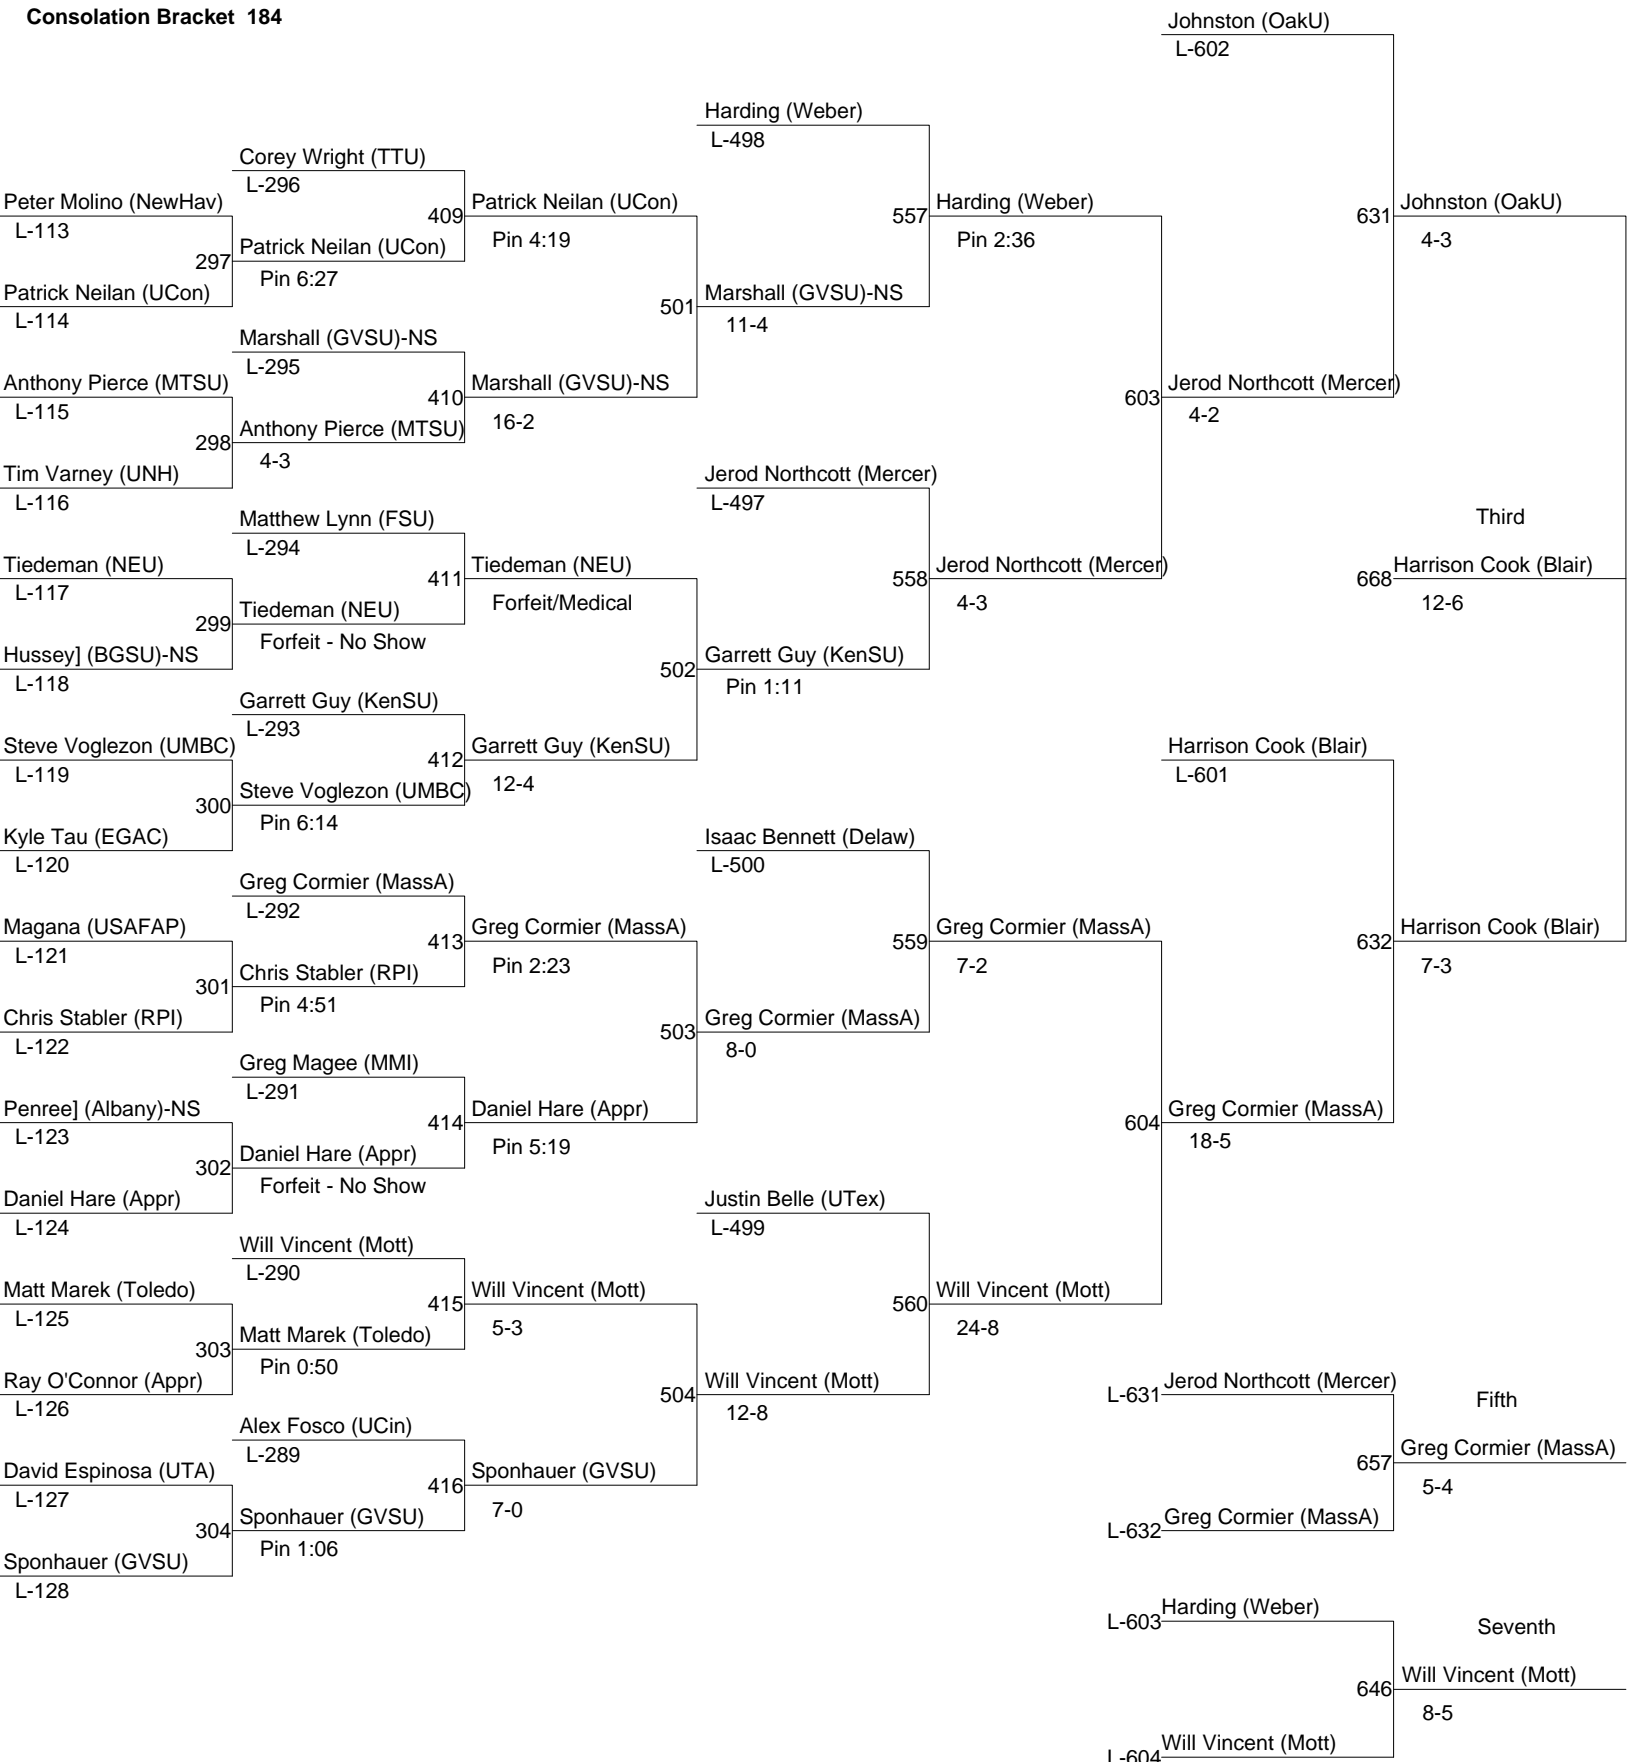 Consolation Bracket 184
Johnston (OakU)
L-602
Harding (Weber)
L-498
Corey Wright (TTU)
L-296
Peter Molino (NewHav)
L-113
409
Patrick Neilan (UCon)
Pin 4:19
557
Harding (Weber)
Pin 2:36
631
Johnston (OakU)
4-3
297
Patrick Neilan (UCon)
Pin 6:27
Patrick Neilan (UCon)
L-114
501
Marshall (GVSU)-NS
11-4
Marshall (GVSU)-NS
L-295
Anthony Pierce (MTSU)
L-115
410
Marshall (GVSU)-NS
16-2
603
Jerod Northcott (Mercer)
4-2
298
Anthony Pierce (MTSU)
4-3
Tim Varney (UNH)
L-116
Jerod Northcott (Mercer)
L-497
Matthew Lynn (FSU)
L-294
Third
Tiedeman (NEU)
L-117
411
Tiedeman (NEU)
Forfeit/Medical
558
Jerod Northcott (Mercer)
4-3
668
Harrison Cook (Blair)
12-6
299
Tiedeman (NEU)
Forfeit - No Show
Hussey] (BGSU)-NS
L-118
502
Garrett Guy (KenSU)
Pin 1:11
Garrett Guy (KenSU)
L-293
Steve Voglezon (UMBC)
L-119
412
Garrett Guy (KenSU)
12-4
Harrison Cook (Blair)
L-601
300
Steve Voglezon (UMBC)
Pin 6:14
Kyle Tau (EGAC)
L-120
Isaac Bennett (Delaw)
L-500
Greg Cormier (MassA)
L-292
Magana (USAFAP)
L-121
413
Greg Cormier (MassA)
Pin 2:23
559
Greg Cormier (MassA)
7-2
632
Harrison Cook (Blair)
7-3
301
Chris Stabler (RPI)
Pin 4:51
Chris Stabler (RPI)
L-122
503
Greg Cormier (MassA)
8-0
Greg Magee (MMI)
L-291
Penree] (Albany)-NS
L-123
414
Daniel Hare (Appr)
Pin 5:19
604
Greg Cormier (MassA)
18-5
302
Daniel Hare (Appr)
Forfeit - No Show
Daniel Hare (Appr)
L-124
Justin Belle (UTex)
L-499
Will Vincent (Mott)
L-290
Matt Marek (Toledo)
L-125
415
Will Vincent (Mott)
5-3
560
Will Vincent (Mott)
24-8
303
Matt Marek (Toledo)
Pin 0:50
Ray O'Connor (Appr)
L-126
504
Will Vincent (Mott)
12-8
L-631
Jerod Northcott (Mercer)
Fifth
Alex Fosco (UCin)
L-289
657
Greg Cormier (MassA)
5-4
David Espinosa (UTA)
L-127
416
Sponhauer (GVSU)
7-0
304
Sponhauer (GVSU)
Pin 1:06
L-632
Greg Cormier (MassA)
Sponhauer (GVSU)
L-128
L-603
Harding (Weber)
Seventh
646
Will Vincent (Mott)
8-5
L-604
Will Vincent (Mott)